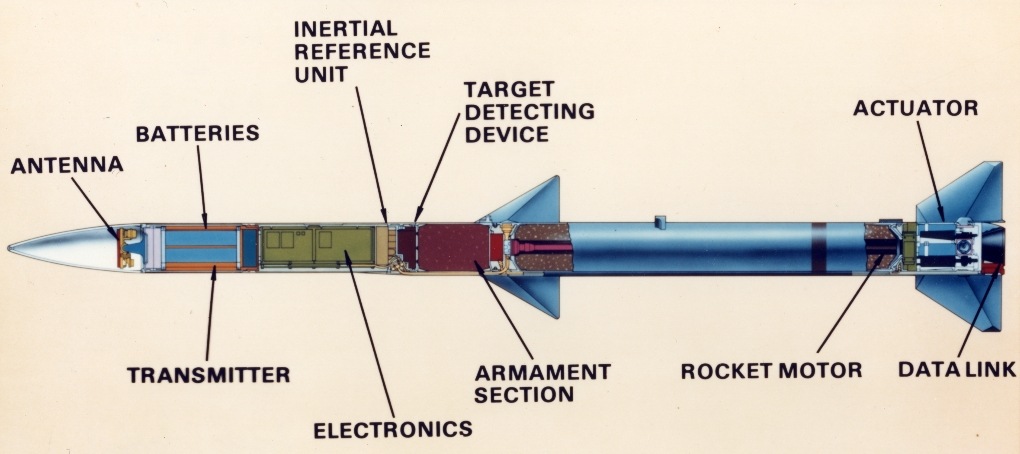 INERTIAL
REFERENCE
UNIT
TARGET
DETECTING
DEVICE
ACTUATOR
BATTERIES
ANTENNA
TRANSMITTER
ARMAMENT
SECTION
ROCKET MOTOR
DATA LINK
ELECTRONICS